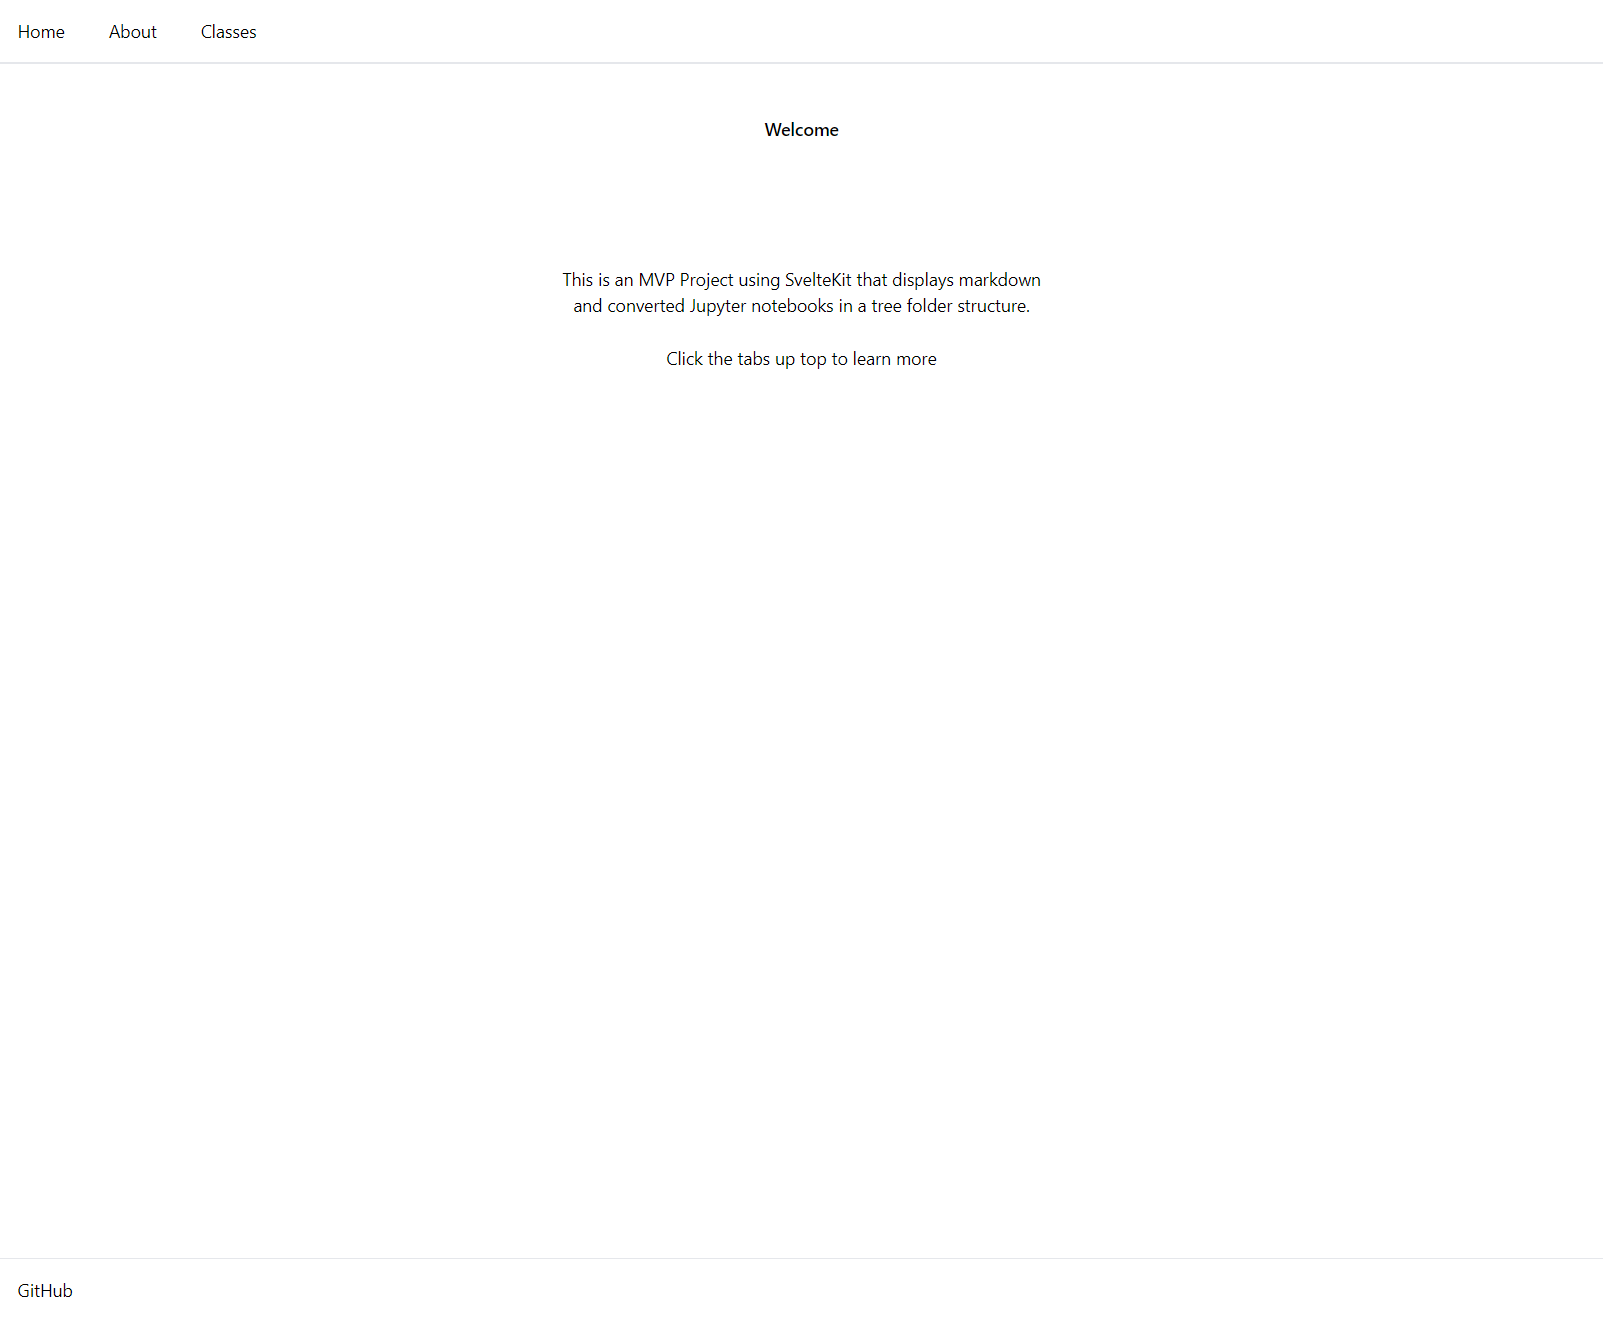 Home About Classes
Welcome
This is an MVP Project using SvelteKit that displays markdown
and converted Jupyter notebooks in a tree folder structure.
Click the tabs up top to learn more
GitHub